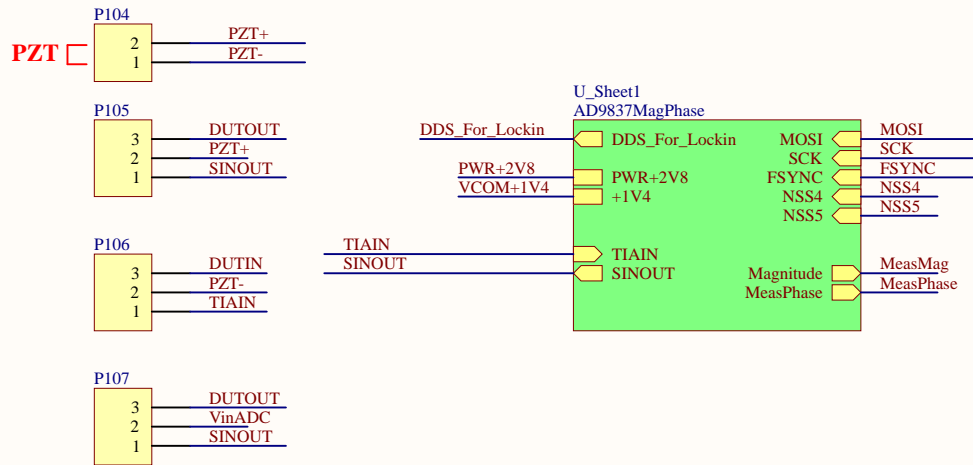 P104
PZT
2 PZT+
1 PZT-
P105
3 DUTOUT
2 PZT+
1 SINOUT
P106
3 DUTIN
2 PZT-
1 TIAIN
P107
3 DUTOUT
2 VinADC
1 SINOUT
U_Sheet1
AD9837MagPhase
DDS_For_Lockin DDS_For_Lockin MOSI MOSI
SCK SCK
PWR+2V8 PWR+2V8 FSYNC FSYNC
VCOM+1V4 +1V4 NSS4 NSS4
NSS5 NSS5
TIAIN TIAIN
SINOUT SINOUT Magnitude MeasMag
MeasPhase MeasPhase